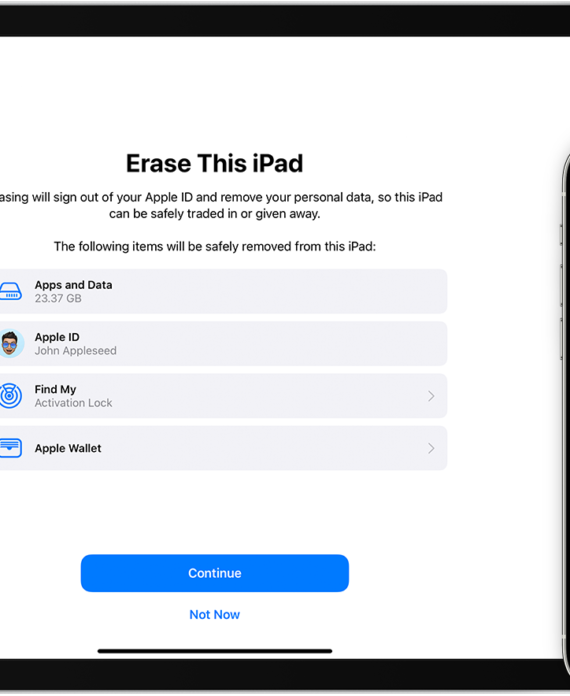 Erase This iPad
asing will sign out of your Apple ID and remove your personal data, so this iPad
can be safely traded in or given away.
The following items will be safely removed from this iPad:
Apps and Data
23.37 GB
Apple ID
John Appleseed
Find My
Activation Lock
Apple Wallet
Continue
Not Now